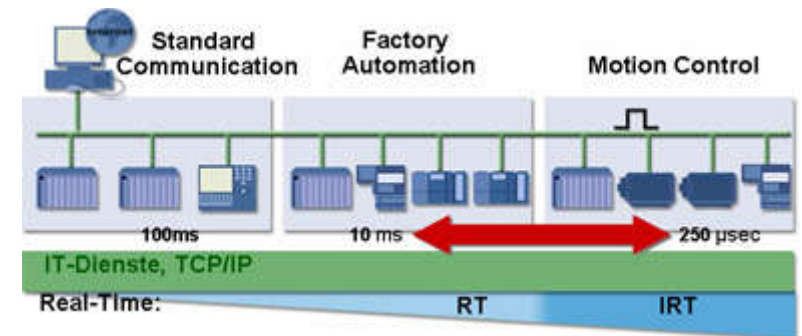 Internet
Standard
Communication
Factory
Automation
Motion Control
100ms
10 ms
250 µsec
IT-Dienste, TCP/IP
Real-Time:
RT
IRT